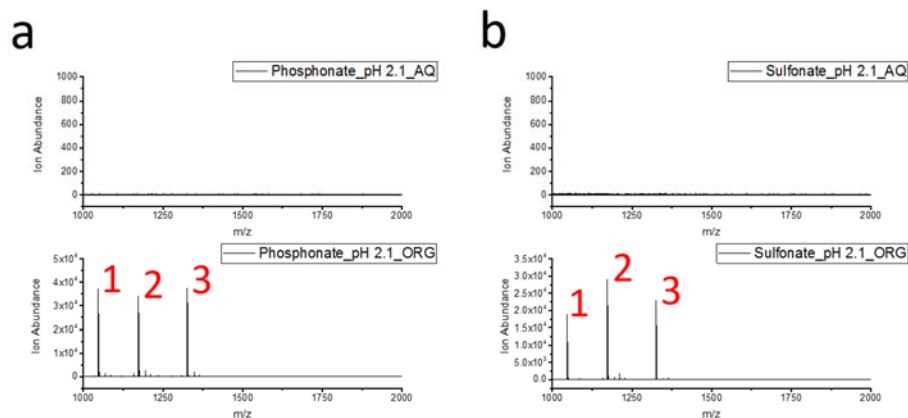 a
Phosphonate_pH 2.1_AQ
1000
800
600
400
200
0
Ion Abundance
1000 1250 1500 1750 2000
m/z
Phosphonate_pH 2.1_ORG
5x10⁴
4x10⁴
3x10⁴
2x10⁴
1x10⁴
0
Ion Abundance
1 2 3
1000 1250 1500 1750 2000
m/z
b
Sulfonate_pH 2.1_AQ
1000
800
600
400
200
0
Ion Abundance
1000 1250 1500 1750 2000
m/z
Sulfonate_pH 2.1_ORG
3.5x10⁴
3.0x10⁴
2.5x10⁴
2.0x10⁴
1.5x10⁴
1.0x10⁴
5.0x10³
0.0
Ion Abundance
1 2 3
1000 1250 1500 1750 2000
m/z